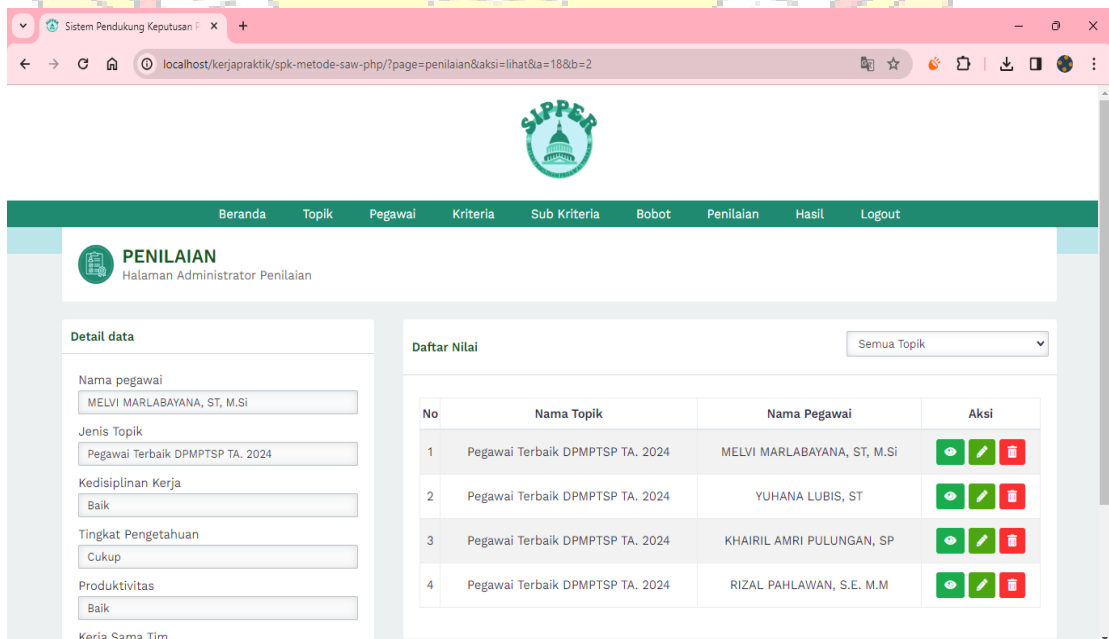 Sistem Pendukung Keputusan P
localhost/kerjapraktik/spk-metode-saw-php/?page=penilaian&aksi=lihat&a=18&b=2
SIPPER
Beranda Topik Pegawai Kriteria Sub Kriteria Bobot Penilaian Hasil Logout
PENILAIAN
Halaman Administrator Penilaian
Detail data
Nama pegawai
MELVI MARLABAYANA, ST, M.Si
Jenis Topik
Pegawai Terbaik DPMPTSP TA. 2024
Kedisiplinan Kerja
Baik
Tingkat Pengetahuan
Cukup
Produktivitas
Baik
Kerja Sama Tim
Daftar Nilai
Semua Topik
No Nama Topik Nama Pegawai Aksi
1 Pegawai Terbaik DPMPTSP TA. 2024 MELVI MARLABAYANA, ST, M.Si
2 Pegawai Terbaik DPMPTSP TA. 2024 YUHANA LUBIS, ST
3 Pegawai Terbaik DPMPTSP TA. 2024 KHAIRIL AMRI PULUNGAN, SP
4 Pegawai Terbaik DPMPTSP TA. 2024 RIZAL PAHLAWAN, S.E. M.M